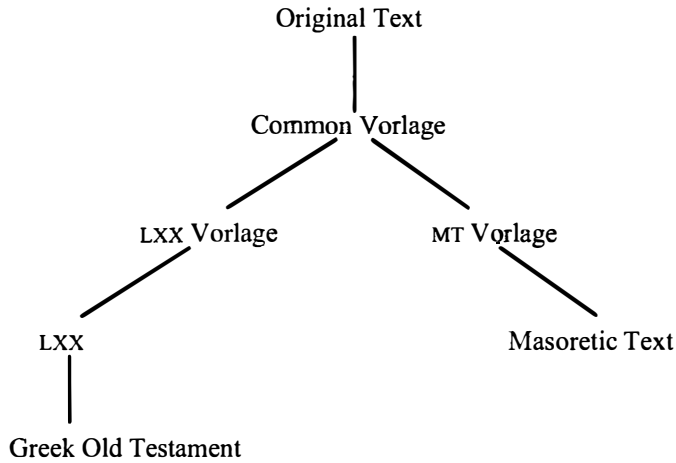 Original Text
Common Vorlage
LXX Vorlage
MT Vorlage
LXX
Masoretic Text
Greek Old Testament